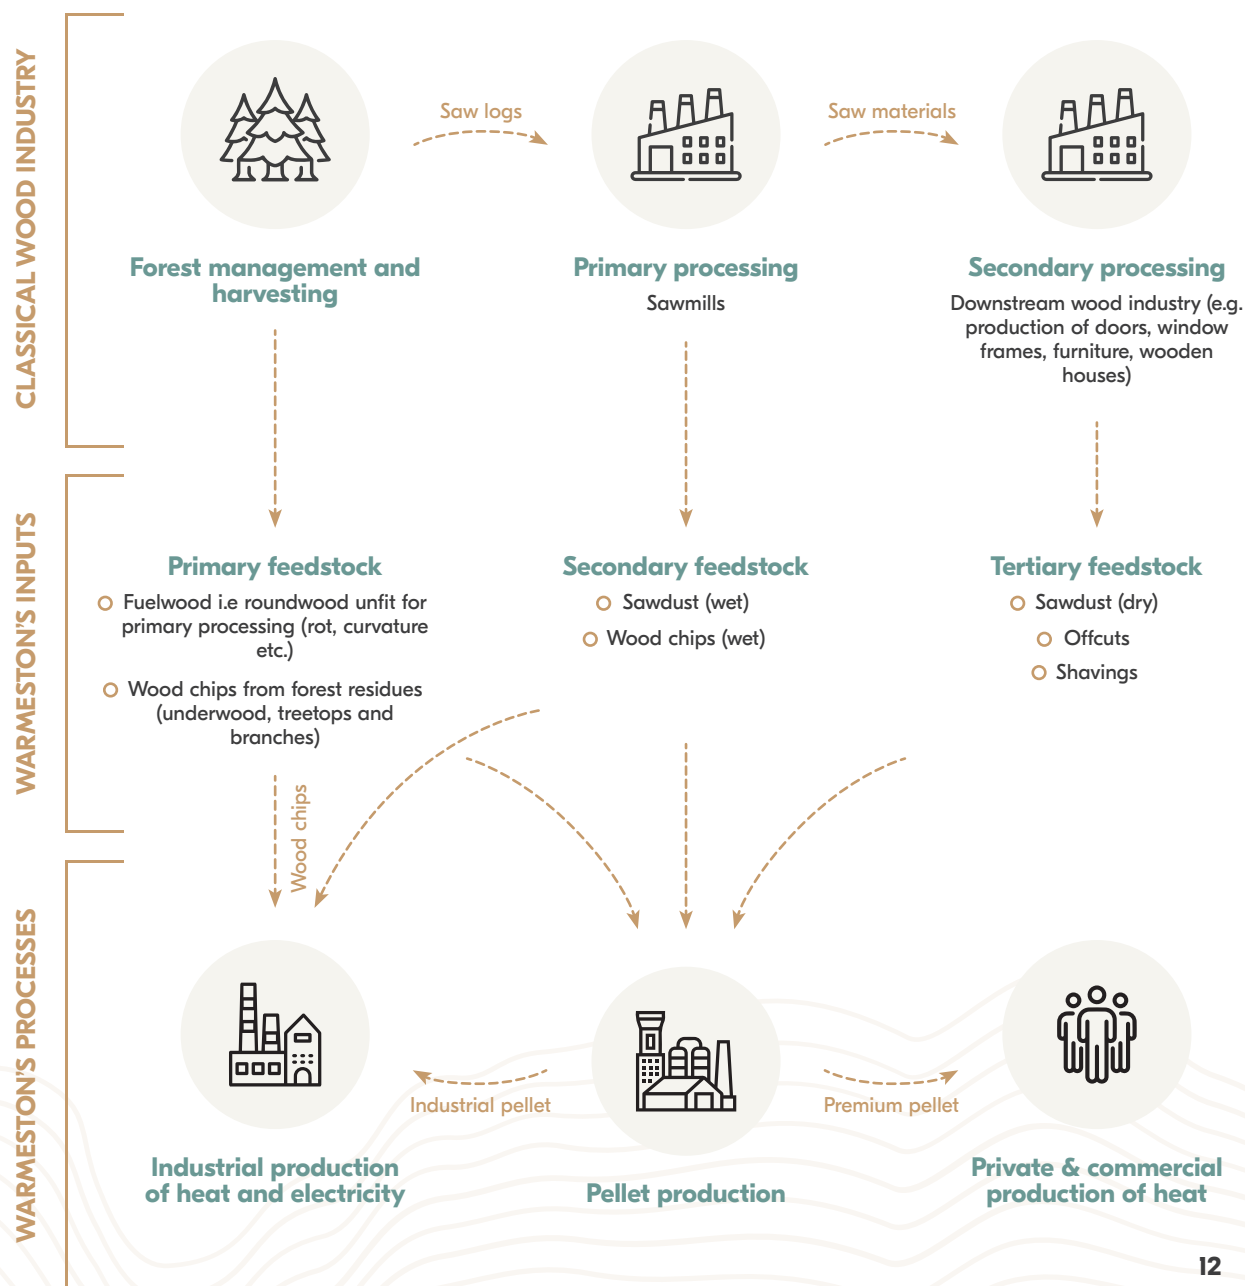 CLASSICAL WOOD INDUSTRY
Saw logs
Saw materials
Forest management and
harvesting
Primary processing
Sawmills
Secondary processing
Downstream wood industry (e.g.
production of doors, window
frames, furniture, wooden
houses)
WARMESTON'S INPUTS
Primary feedstock
Fuelwood i.e roundwood unfit for
primary processing (rot, curvature
etc.)
Wood chips from forest residues
(underwood, treetops and
branches)
Secondary feedstock
Sawdust (wet)
Wood chips (wet)
Tertiary feedstock
Sawdust (dry)
Offcuts
Shavings
Wood chips
WARMESTON'S PROCESSES
Industrial pellet
Premium pellet
Industrial production
of heat and electricity
Pellet production
Private & commercial
production of heat
12